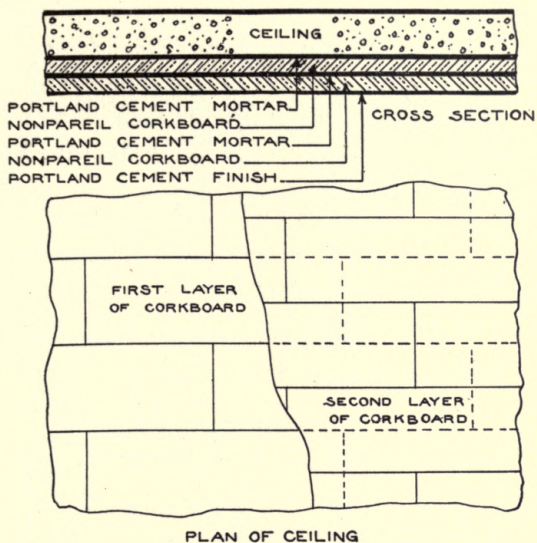 CEILING
PORTLAND CEMENT MORTAR
NONPAREIL CORKBOARD
PORTLAND CEMENT MORTAR
NONPAREIL CORKBOARD
PORTLAND CEMENT FINISH
CROSS SECTION
FIRST LAYER
OF CORKBOARD
SECOND LAYER
OF CORKBOARD
PLAN OF CEILING